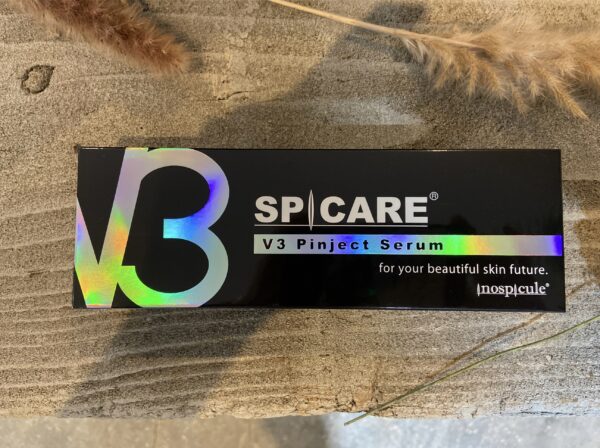 V3
SPICARE®
V3 Pinject Serum
for your beautiful skin future.
inospicule®